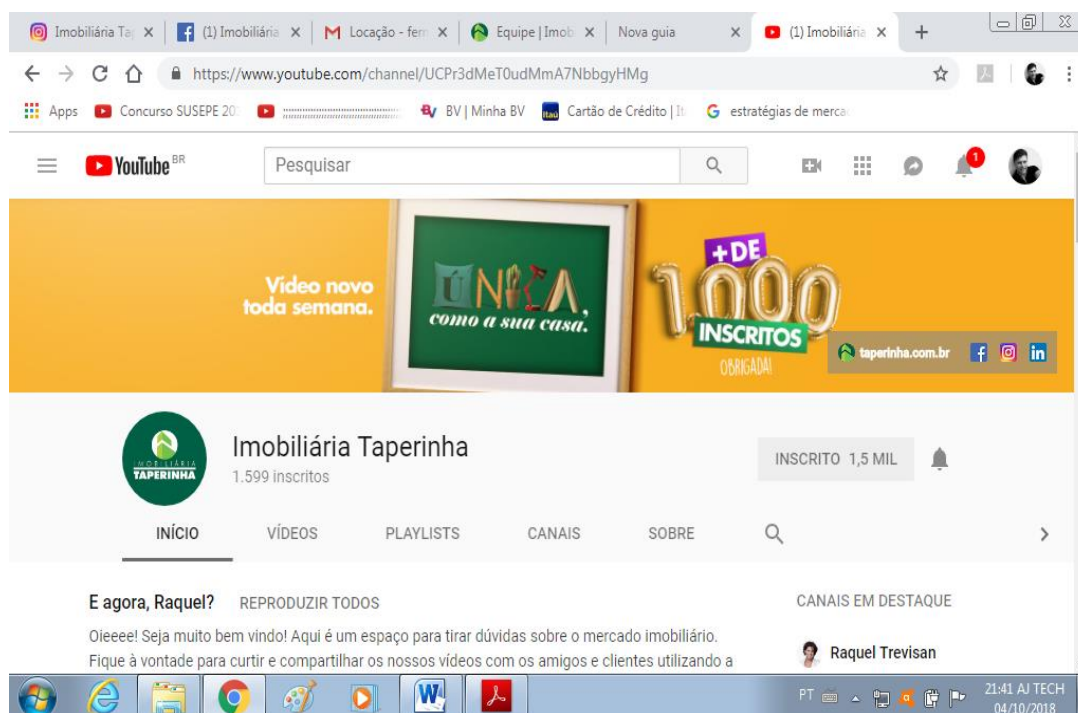 Imobiliária Ta
(1) Imobiliária
Locação - fern
Equipe | Imob
Nova guia
(1) Imobiliária
https://www.youtube.com/channel/UCPr3dMeT0udMmA7NbbgyHMg
Apps
Concurso SUSEPE 20
BV | Minha BV
Cartão de Crédito | It
estratégias de merca
YouTube BR
Pesquisar
1
Vídeo novo
toda semana.
ÚNICA,
como a sua casa.
+ DE
1.000
INSCRITOS
OBRIGADA!
taperinha.com.br
IMOBILIÁRIA
TAPERINHA
Imobiliária Taperinha
1.599 inscritos
INSCRITO 1,5 MIL
INÍCIO VÍDEOS PLAYLISTS CANAIS SOBRE
E agora, Raquel? REPRODUZIR TODOS
Oieeee! Seja muito bem vindo! Aqui é um espaço para tirar dúvidas sobre o mercado imobiliário.
Fique à vontade para curtir e compartilhar os nossos vídeos com os amigos e clientes utilizando a
CANAIS EM DESTAQUE
Raquel Trevisan
PT
21:41 AJ TECH
04/10/2018